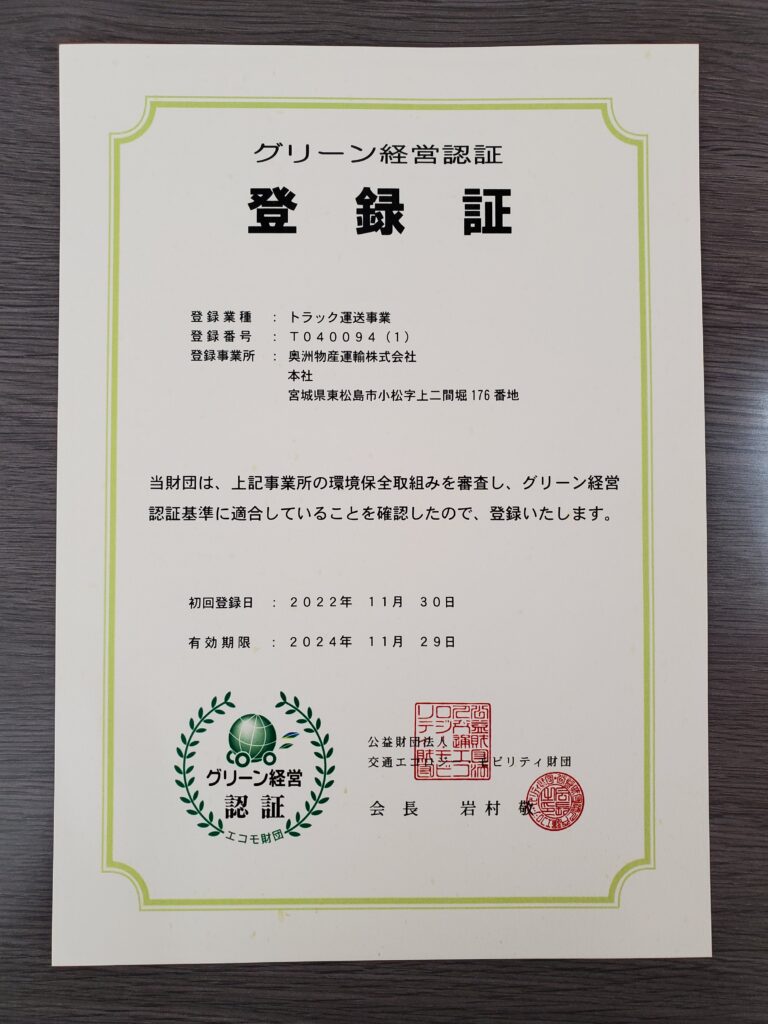 グリーン経営認証
登録証
登録業種 : トラック運送事業
登録番号 : T040094(1)
登録事業所 : 奥洲物産運輸株式会社
本社
宮城県東松島市小松字上二間堀176番地
当財団は、上記事業所の環境保全取組みを審査し、グリーン経営
認証基準に適合していることを確認したので、登録いたします。
初回登録日 : 2022年 11月 30日
有効期限 : 2024年 11月 29日
グリーン経営
認証
エコモ財団
公益財団法人
交通エコロジー・モビリティ財団
会長 岩村 敬